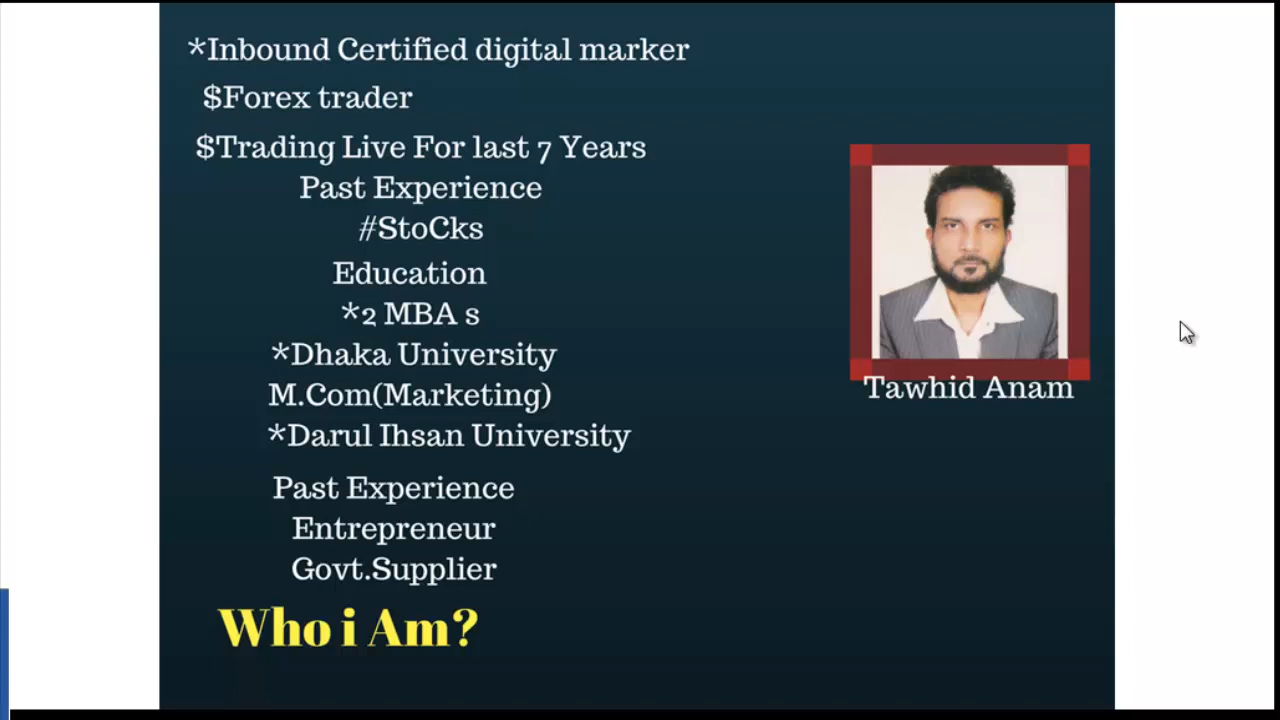 *Inbound Certified digital marker
$Forex trader
$Trading Live For last 7 Years
Past Experience
#StoCks
Education
*2 MBA s
*Dhaka University
M.Com(Marketing)
*Darul Ihsan University
Past Experience
Entrepreneur
Govt.Supplier
Who i Am?
Tawhid Anam